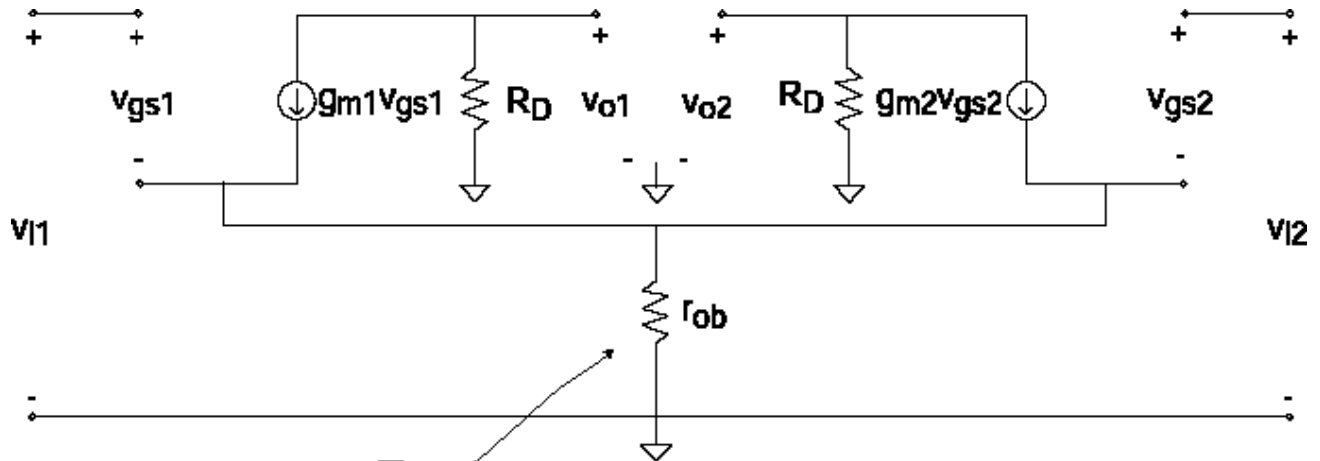 + + + + + +
vgs1 gm1vgs1 RD vo1 vo2 RD gm2vgs2 vgs2
- - - -
vI1 vI2
rob
- -